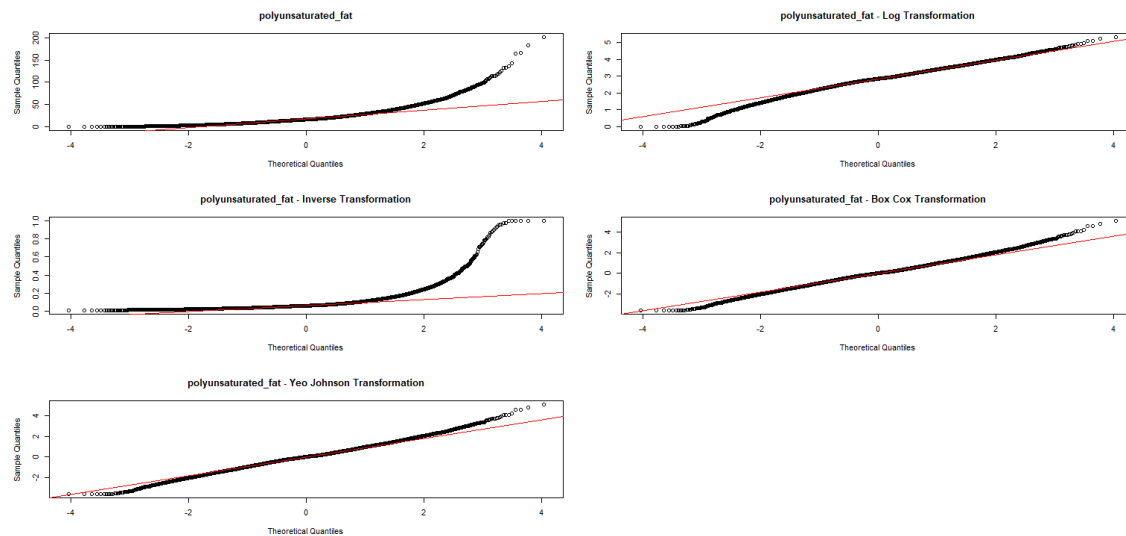 polyunsaturated_fat
Sample Quantiles
0 50 100 150 200
-4 -2 0 2 4
Theoretical Quantiles
polyunsaturated_fat - Log Transformation
Sample Quantiles
0 1 2 3 4 5
-4 -2 0 2 4
Theoretical Quantiles
polyunsaturated_fat - Inverse Transformation
Sample Quantiles
0.0 0.2 0.4 0.6 0.8 1.0
-4 -2 0 2 4
Theoretical Quantiles
polyunsaturated_fat - Box Cox Transformation
Sample Quantiles
-2 0 2 4
-4 -2 0 2 4
Theoretical Quantiles
polyunsaturated_fat - Yeo Johnson Transformation
Sample Quantiles
-2 0 2 4
-4 -2 0 2 4
Theoretical Quantiles